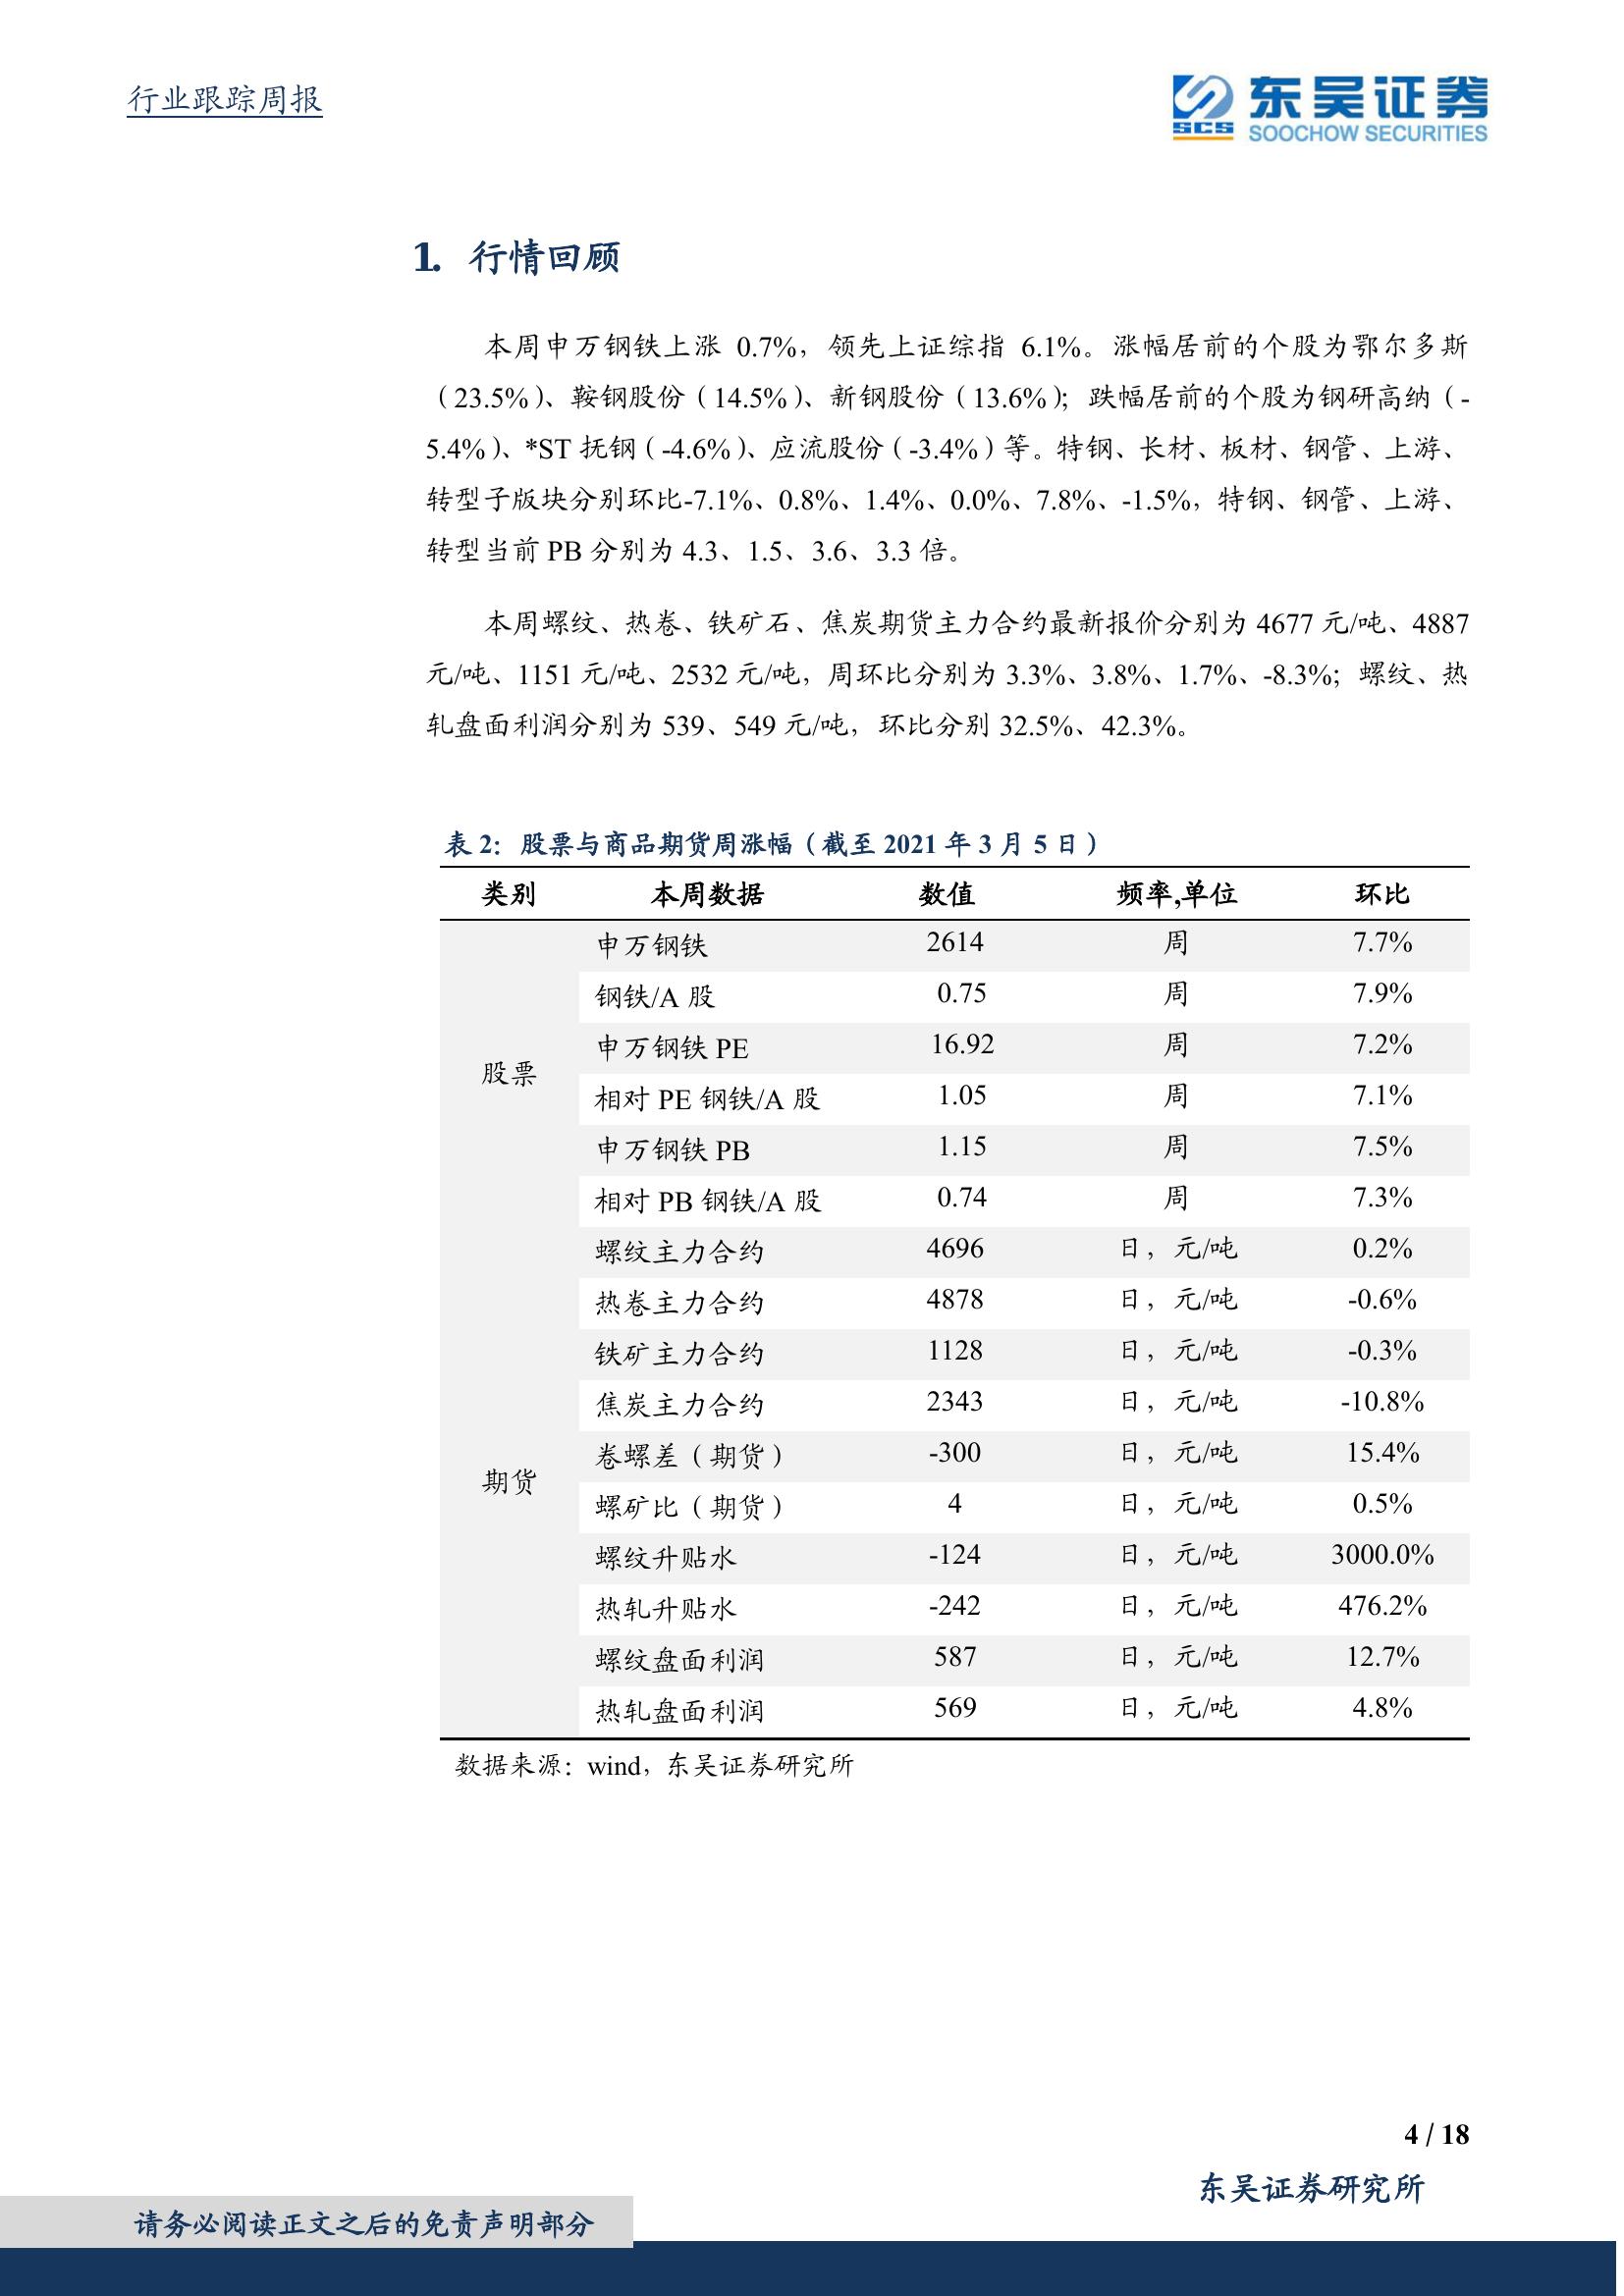 行业跟踪周报
SCS
东吴证券
SOOCHOW SECURITIES
1. 行情回顾
本周申万钢铁上涨 0.7%，领先上证综指 6.1%。涨幅居前的个股为鄂尔多斯
（23.5%）、鞍钢股份（14.5%）、新钢股份（13.6%）；跌幅居前的个股为钢研高纳（-
5.4%）、*ST 抚钢（-4.6%）、应流股份（-3.4%）等。特钢、长材、板材、钢管、上游、
转型子版块分别环比-7.1%、0.8%、1.4%、0.0%、7.8%、-1.5%，特钢、钢管、上游、
转型当前 PB 分别为 4.3、1.5、3.6、3.3 倍。
本周螺纹、热卷、铁矿石、焦炭期货主力合约最新报价分别为 4677 元/吨、4887
元/吨、1151 元/吨、2532 元/吨，周环比分别为 3.3%、3.8%、1.7%、-8.3%；螺纹、热
轧盘面利润分别为 539、549 元/吨，环比分别 32.5%、42.3%。
表 2：股票与商品期货周涨幅（截至 2021 年 3 月 5 日）
类别 本周数据 数值 频率,单位 环比
申万钢铁 2614 周 7.7%
钢铁/A 股 0.75 周 7.9%
申万钢铁 PE 16.92 周 7.2%
股票
相对 PE 钢铁/A 股 1.05 周 7.1%
申万钢铁 PB 1.15 周 7.5%
相对 PB 钢铁/A 股 0.74 周 7.3%
螺纹主力合约 4696 日，元/吨 0.2%
热卷主力合约 4878 日，元/吨 -0.6%
铁矿主力合约 1128 日，元/吨 -0.3%
焦炭主力合约 2343 日，元/吨 -10.8%
卷螺差（期货） -300 日，元/吨 15.4%
期货
螺矿比（期货） 4 日，元/吨 0.5%
螺纹升贴水 -124 日，元/吨 3000.0%
热轧升贴水 -242 日，元/吨 476.2%
螺纹盘面利润 587 日，元/吨 12.7%
热轧盘面利润 569 日，元/吨 4.8%
数据来源：wind，东吴证券研究所
4 / 18
东吴证券研究所
请务必阅读正文之后的免责声明部分